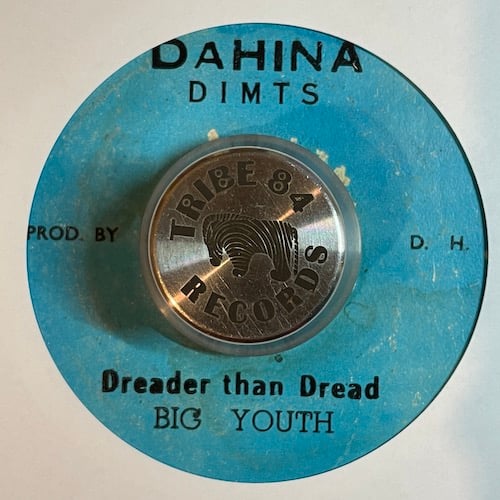 DAHINA
DIMTS
TRIBE 84
RECORDS
PROD. BY
D. H.
Dreader than Dread
BIG YOUTH